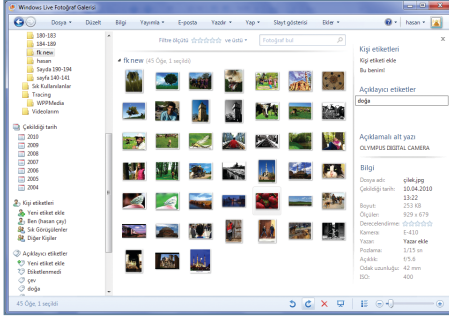 Windows Live Fotoğraf Galerisi
Dosya Düzelt Bilgi Yayımla E-posta Yazdır Yap Slayt gösterisi Ekler hasan
180-183
184-189
fk new
hasan
Sayfa 190-194
sayfa 140-141
Sık Kullanılanlar
Tracing
WPPMedia
Videolarım
Çekildiği tarih
2010
2009
2008
2007
2006
2005
2004
Kişi etiketleri
Yeni etiket ekle
Ben (hasan çay)
Sık Görüşülenler
Diğer Kişiler
Açıklayıcı etiketler
Yeni etiket ekle
Etiketlenmedi
çev
doğa
Filtre ölçütü ve üstü Fotoğraf bul
fk new (45 Öğe, 1 seçildi)
Kişi etiketleri
Kişi etiketi ekle
Bu benim!
Açıklayıcı etiketler
doğa
Açıklamalı alt yazı
OLYMPUS DIGITAL CAMERA
Bilgi
Dosya adı: çilek.jpg
Çekildiği tarih: 10.04.2010
13:22
Boyut: 253 KB
Ölçüler: 929 x 679
Derecelendirme:
Kamera: E-410
Yazar: Yazar ekle
Pozlama: 1/15 sn
Açıklık: f/5.6
Odak uzunluğu: 42 mm
ISO: 400
45 Öğe, 1 seçildi